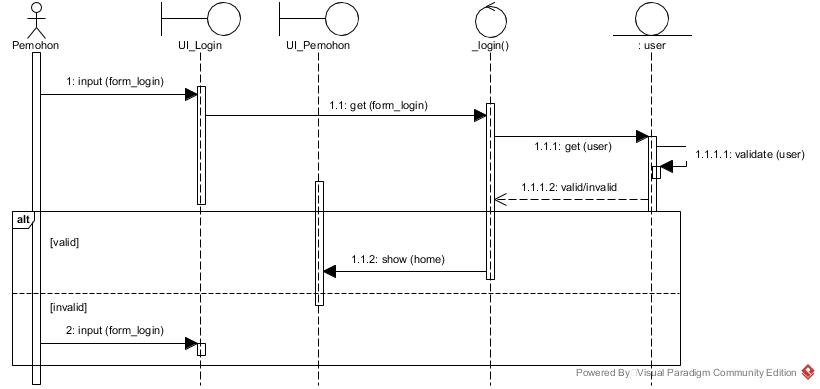 Pemohon
UI_Login
UI_Pemohon
_login()
: user
1: input (form_login)
1.1: get (form_login)
1.1.1: get (user)
1.1.1.1: validate (user)
1.1.1.2: valid/invalid
alt
[valid]
1.1.2: show (home)
[invalid]
2: input (form_login)
Powered By Visual Paradigm Community Edition